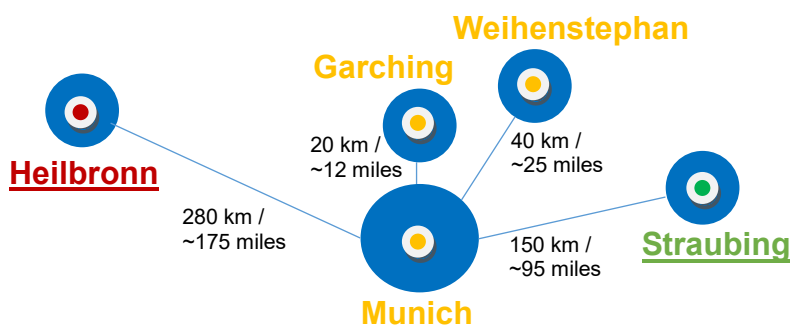 Weihenstephan
Garching
Heilbronn
20 km /
~12 miles
40 km /
~25 miles
280 km /
~175 miles
150 km /
~95 miles
Straubing
Munich